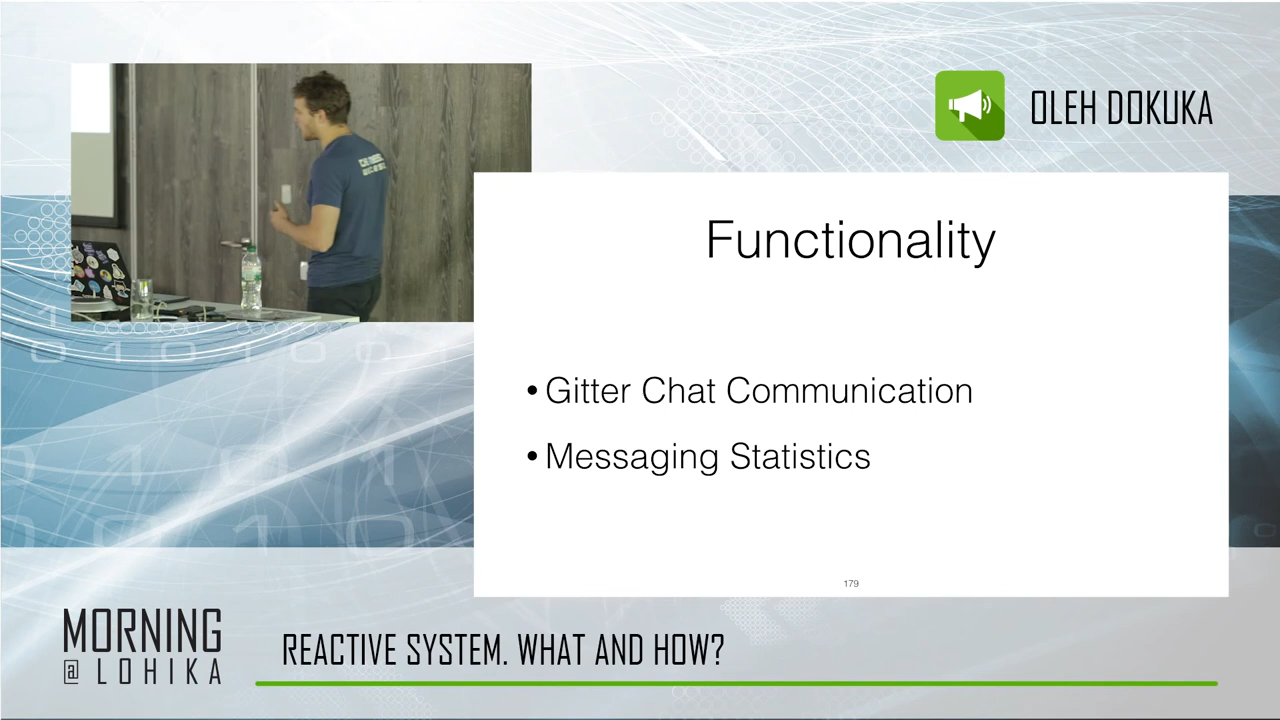 OLEH DOKUKA
Functionality
• Gitter Chat Communication
• Messaging Statistics
179
MORNING
@ LOHIKA
REACTIVE SYSTEM. WHAT AND HOW?